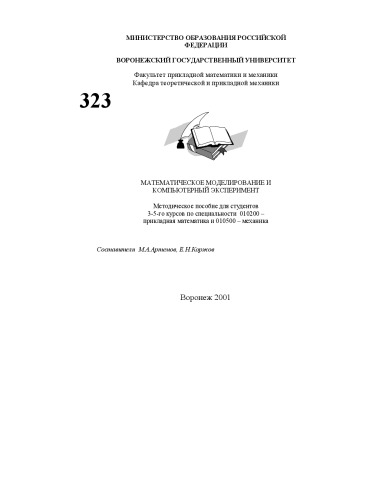 МИНИСТЕРСТВО ОБРАЗОВАНИЯ РОССИЙСКОЙ
ФЕДЕРАЦИИ
ВОРОНЕЖСКИЙ ГОСУДАРСТВЕННЫЙ УНИВЕРСИТЕТ
Факультет прикладной математики и механики
Кафедра теоретической и прикладной механики
323
МАТЕМАТИЧЕСКОЕ МОДЕЛИРОВАНИЕ И
КОМПЬЮТЕРНЫЙ ЭКСПЕРИМЕНТ
Методическое пособие для студентов
3-5-го курсов по специальности 010200 –
прикладная математика и 010500 – механика
Составители М.А.Артемов, Е.Н.Коржов
Воронеж 2001